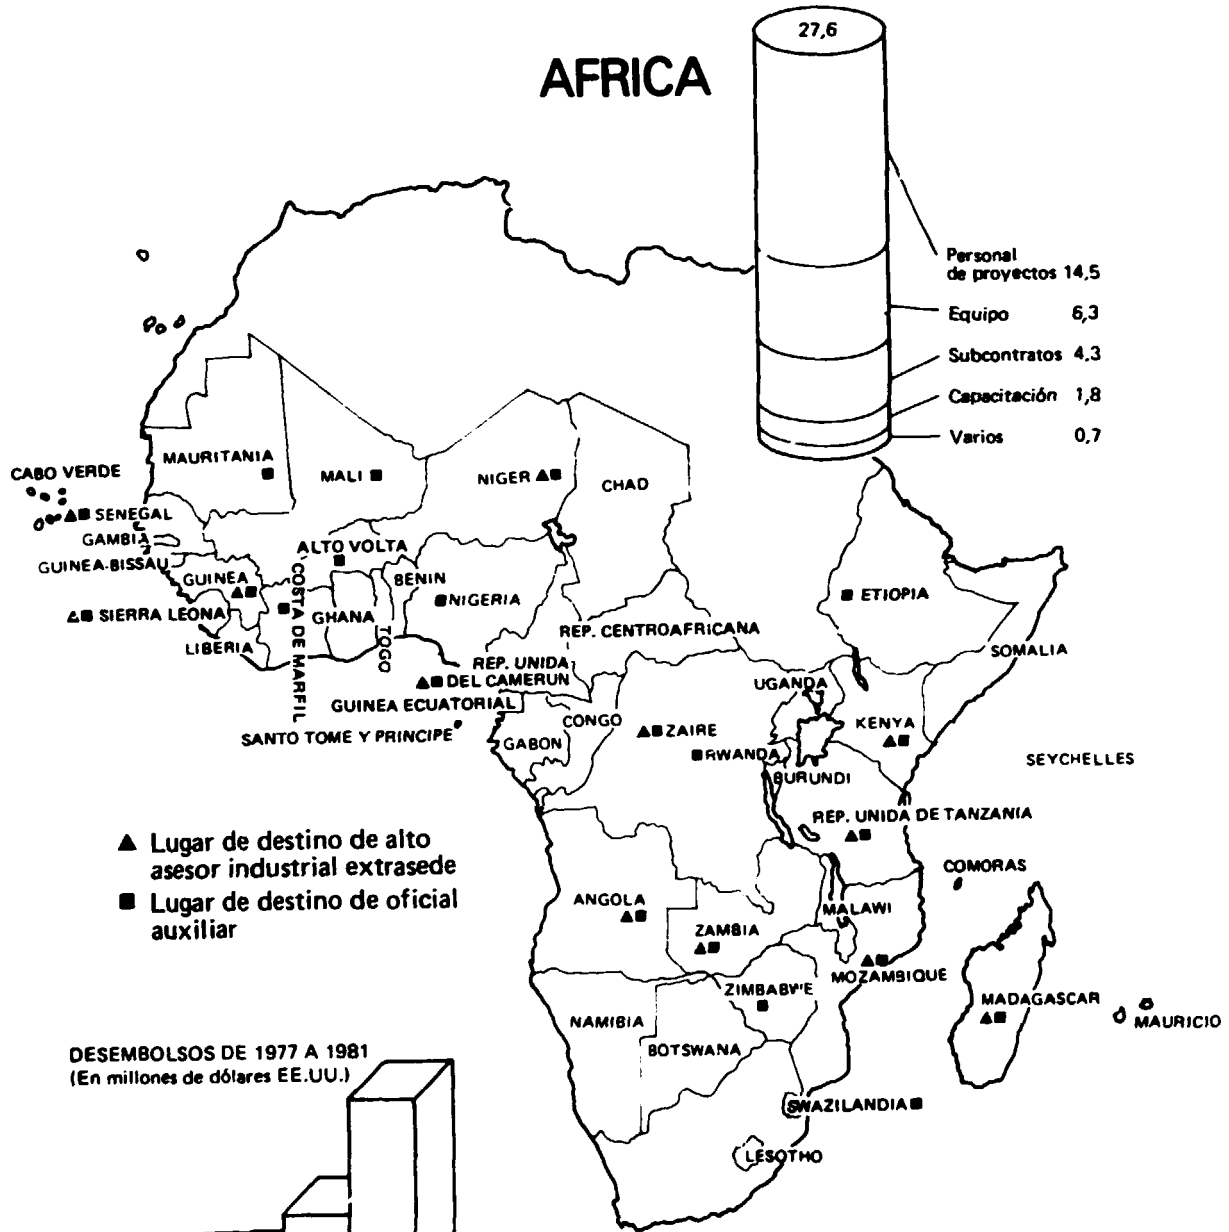 27,6
AFRICA
Personal
de proyectos 14,5
Equipo 6,3
Subcontratos 4,3
Capacitación 1,8
Varios 0,7
MAURITANIA
CABO VERDE
MALI
NIGER
CHAD
SENEGAL
GAMBIA
GUINEA-BISSAU
ALTO VOLTA
GUINEA
BENIN
COSTA DE MARFIL
NIGERIA
ETIOPIA
SIERRA LEONA
GHANA
TOGO
LIBERIA
REP. CENTROAFRICANA
SOMALIA
REP. UNIDA
DEL CAMERUN
UGANDA
GUINEA ECUATORIAL
CONGO
KENYA
SANTO TOME Y PRINCIPE
GABON
ZAIRE
RWANDA
SEYCHELLES
BURUNDI
REP. UNIDA DE TANZANIA
▲ Lugar de destino de alto
asesor industrial extrasede
■ Lugar de destino de oficial
auxiliar
COMORAS
ANGOLA
MALAWI
ZAMBIA
MOZAMBIQUE
ZIMBABWE
MADAGASCAR
MAURICIO
NAMIBIA
BOTSWANA
DESEMBOLSOS DE 1977 A 1981
(En millones de dólares EE.UU.)
SWAZILANDIA
LESOTHO